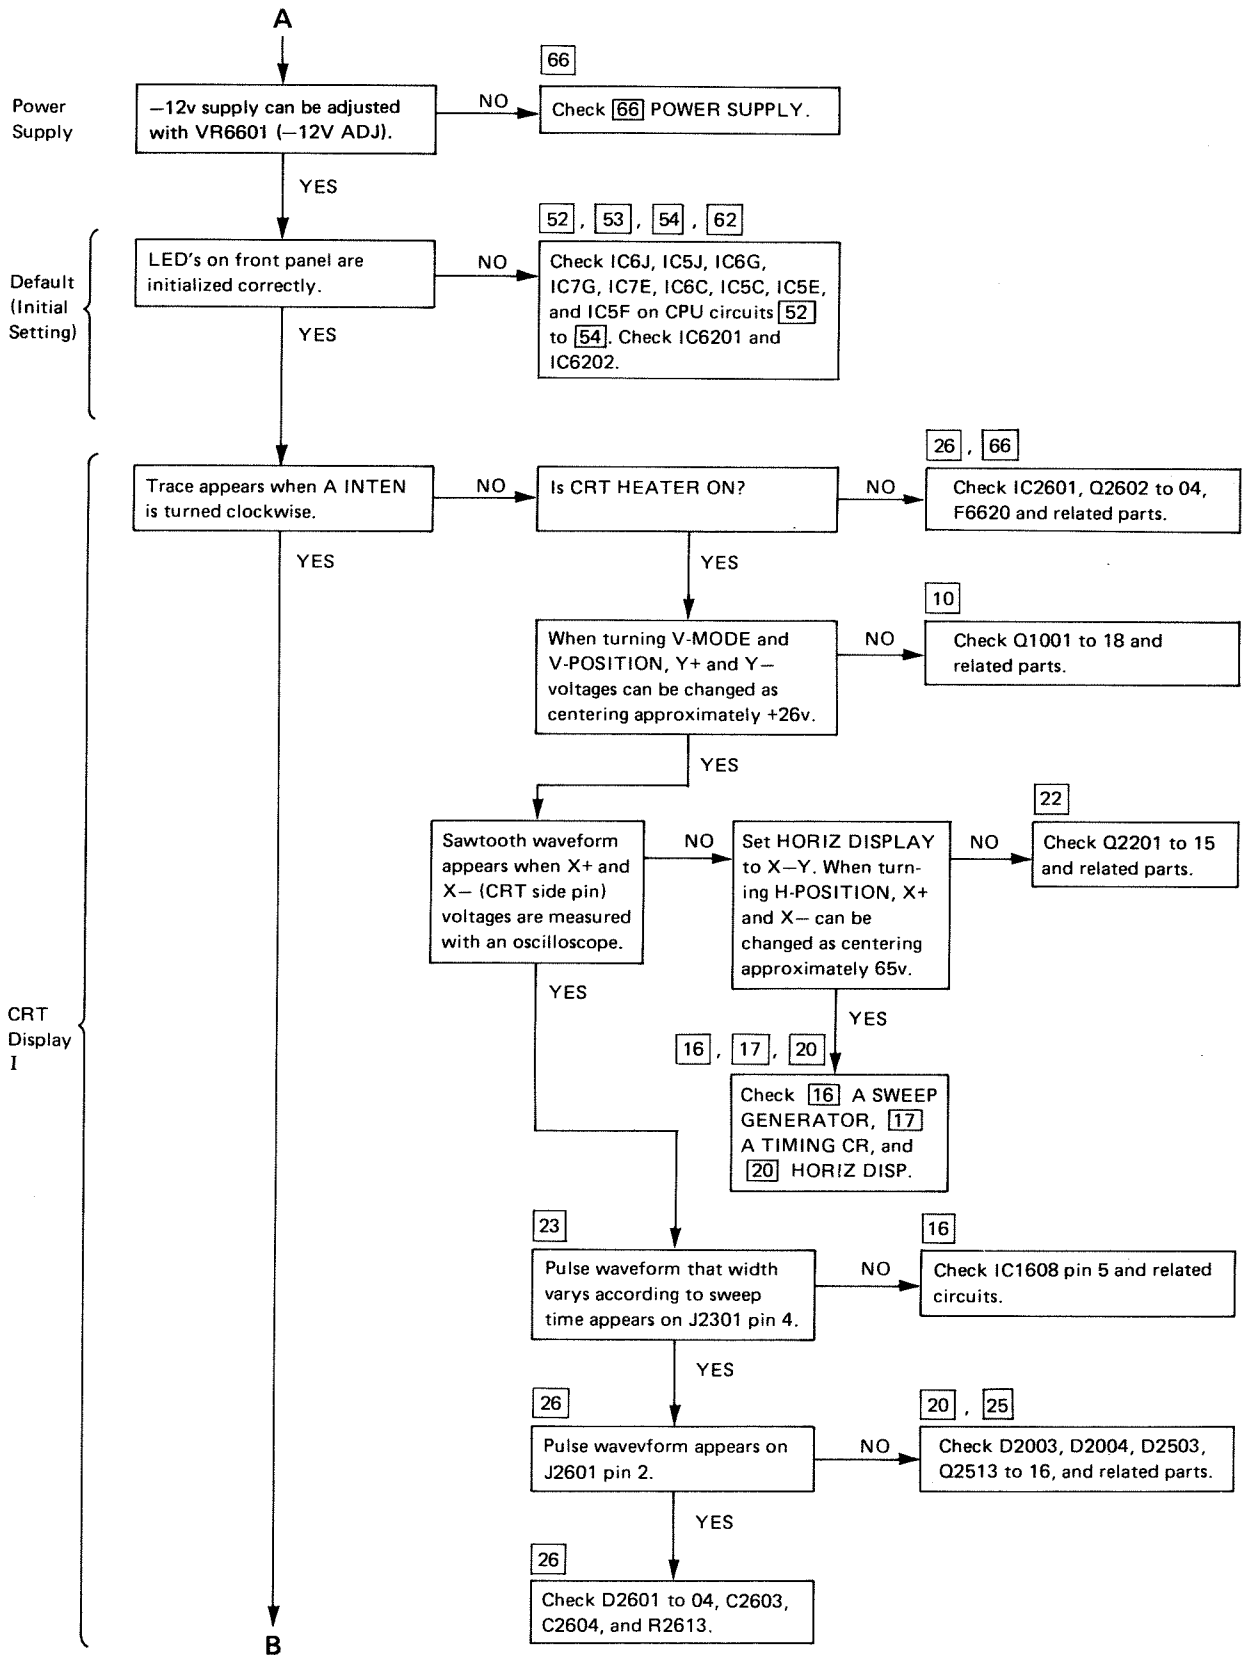 A
66
Power
Supply
—12v supply can be adjusted
with VR6601 (—12V ADJ).
NO
Check 66 POWER SUPPLY.
YES
52 , 53 , 54 , 62
Default
(Initial
Setting)
LED's on front panel are
initialized correctly.
NO
Check IC6J, IC5J, IC6G,
IC7G, IC7E, IC6C, IC5C, IC5E,
and IC5F on CPU circuits 52
to 54. Check IC6201 and
IC6202.
YES
26 , 66
Trace appears when A INTEN
is turned clockwise.
NO
Is CRT HEATER ON?
NO
Check IC2601, Q2602 to 04,
F6620 and related parts.
YES
YES
10
When turning V-MODE and
V-POSITION, Y+ and Y—
voltages can be changed as
centering approximately +26v.
NO
Check Q1001 to 18 and
related parts.
YES
22
Sawtooth waveform
appears when X+ and
X— (CRT side pin)
voltages are measured
with an oscilloscope.
NO
Set HORIZ DISPLAY
to X—Y. When turn-
ing H-POSITION, X+
and X— can be
changed as centering
approximately 65v.
NO
Check Q2201 to 15
and related parts.
YES
YES
CRT
Display
I
16 , 17 , 20
Check 16 A SWEEP
GENERATOR, 17
A TIMING CR, and
20 HORIZ DISP.
23
16
Pulse waveform that width
varys according to sweep
time appears on J2301 pin 4.
NO
Check IC1608 pin 5 and related
circuits.
YES
26
20 , 25
Pulse wavevform appears on
J2601 pin 2.
NO
Check D2003, D2004, D2503,
Q2513 to 16, and related parts.
YES
26
Check D2601 to 04, C2603,
C2604, and R2613.
B